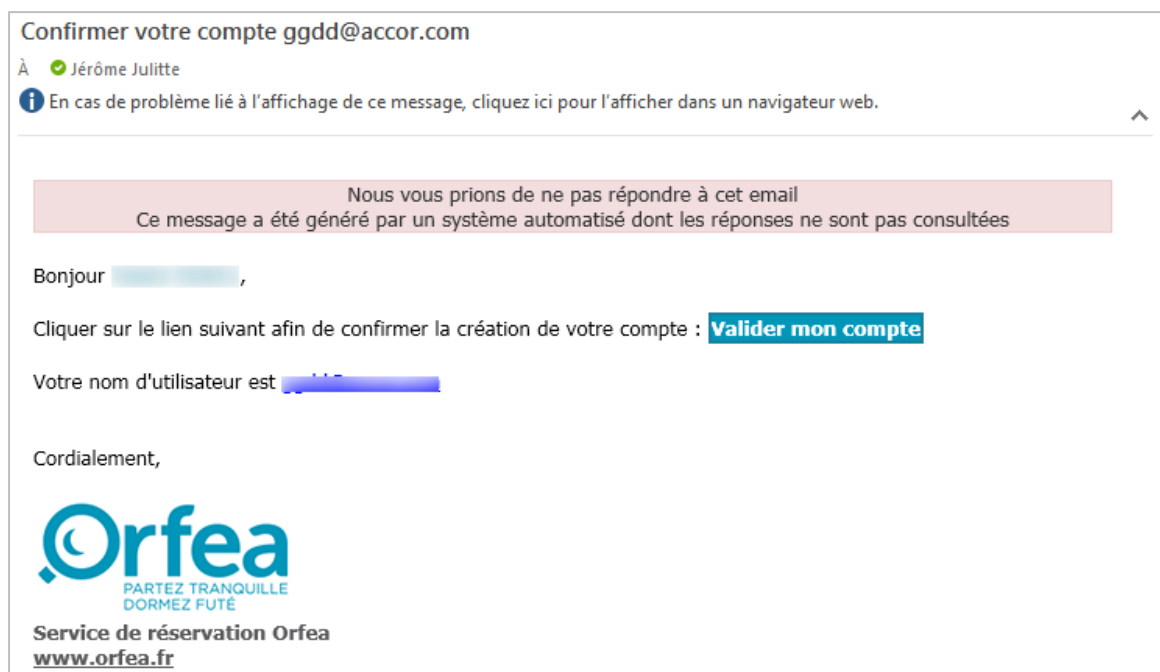 Confirmer votre compte ggdd@accor.com
À Jérôme Julitte
En cas de problème lié à l'affichage de ce message, cliquez ici pour l'afficher dans un navigateur web.
Nous vous prions de ne pas répondre à cet email
Ce message a été généré par un système automatisé dont les réponses ne sont pas consultées
Bonjour ,
Cliquer sur le lien suivant afin de confirmer la création de votre compte : Valider mon compte
Votre nom d'utilisateur est
Cordialement,
Orfea
PARTEZ TRANQUILLE
DORMEZ FUTÉ
Service de réservation Orfea
www.orfea.fr